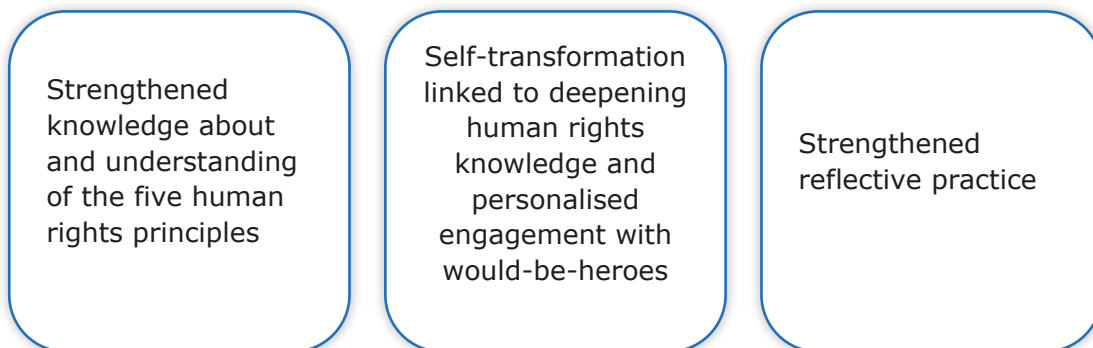 Strengthened
knowledge about
and understanding
of the five human
rights principles
Self-transformation
linked to deepening
human rights
knowledge and
personalised
engagement with
would-be-heroes
Strengthened
reflective practice